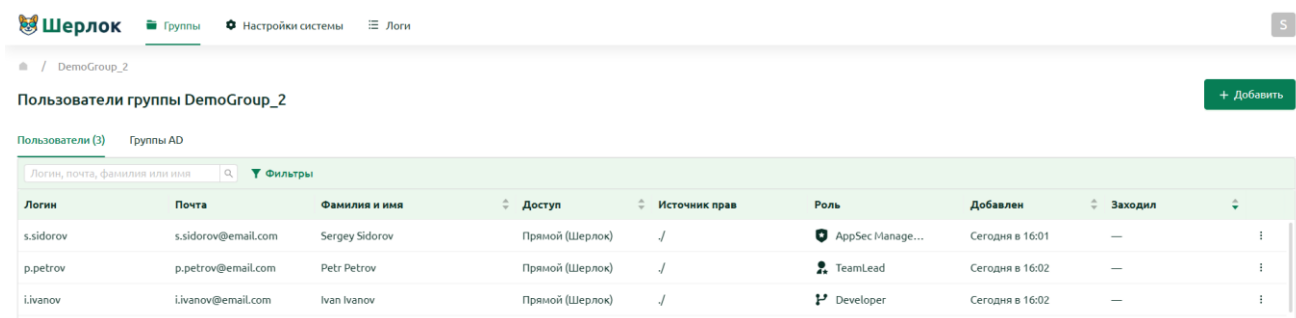 Шерлок Группы Настройки системы Логи S
/ DemoGroup_2
Пользователи группы DemoGroup_2
+ Добавить
Пользователи (3) Группы AD
Логин, почта, фамилия или имя Фильтры
Логин Почта Фамилия и имя Доступ Источник прав Роль Добавлен Заходил
s.sidorov s.sidorov@email.com Sergey Sidorov Прямой (Шерлок) ./ AppSec Manage... Сегодня в 16:01 —
p.petrov p.petrov@email.com Petr Petrov Прямой (Шерлок) ./ TeamLead Сегодня в 16:02 —
i.ivanov i.ivanov@email.com Ivan Ivanov Прямой (Шерлок) ./ Developer Сегодня в 16:02 —